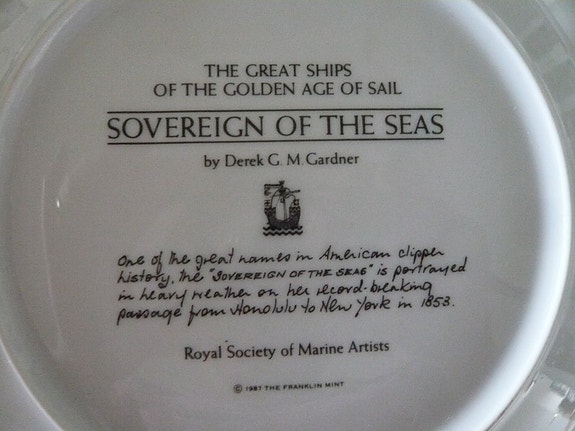 THE GREAT SHIPS
OF THE GOLDEN AGE OF SAIL
SOVEREIGN OF THE SEAS
by Derek G. M. Gardner
One of the great names in American clipper
history, the "SOVEREIGN OF THE SEAS" is portrayed
in heavy weather on her record-breaking
passage from Honolulu to New York in 1853.
Royal Society of Marine Artists
© 1987 THE FRANKLIN MINT